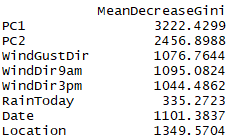 MeanDecreaseGini
PC1 3222.4299
PC2 2456.8988
WindGustDir 1076.7644
WindDir9am 1095.0824
WindDir3pm 1044.4862
RainToday 335.2723
Date 1101.3837
Location 1349.5704